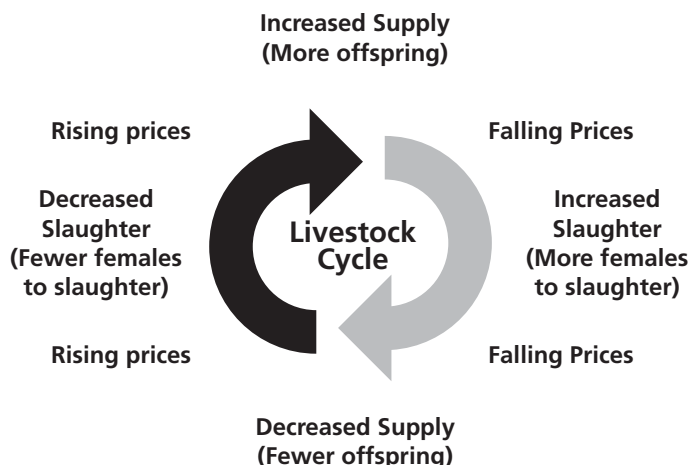 Increased Supply
(More offspring)
Rising prices
Falling Prices
Decreased
Slaughter
(Fewer females
to slaughter)
Livestock
Cycle
Increased
Slaughter
(More females
to slaughter)
Rising prices
Falling Prices
Decreased Supply
(Fewer offspring)